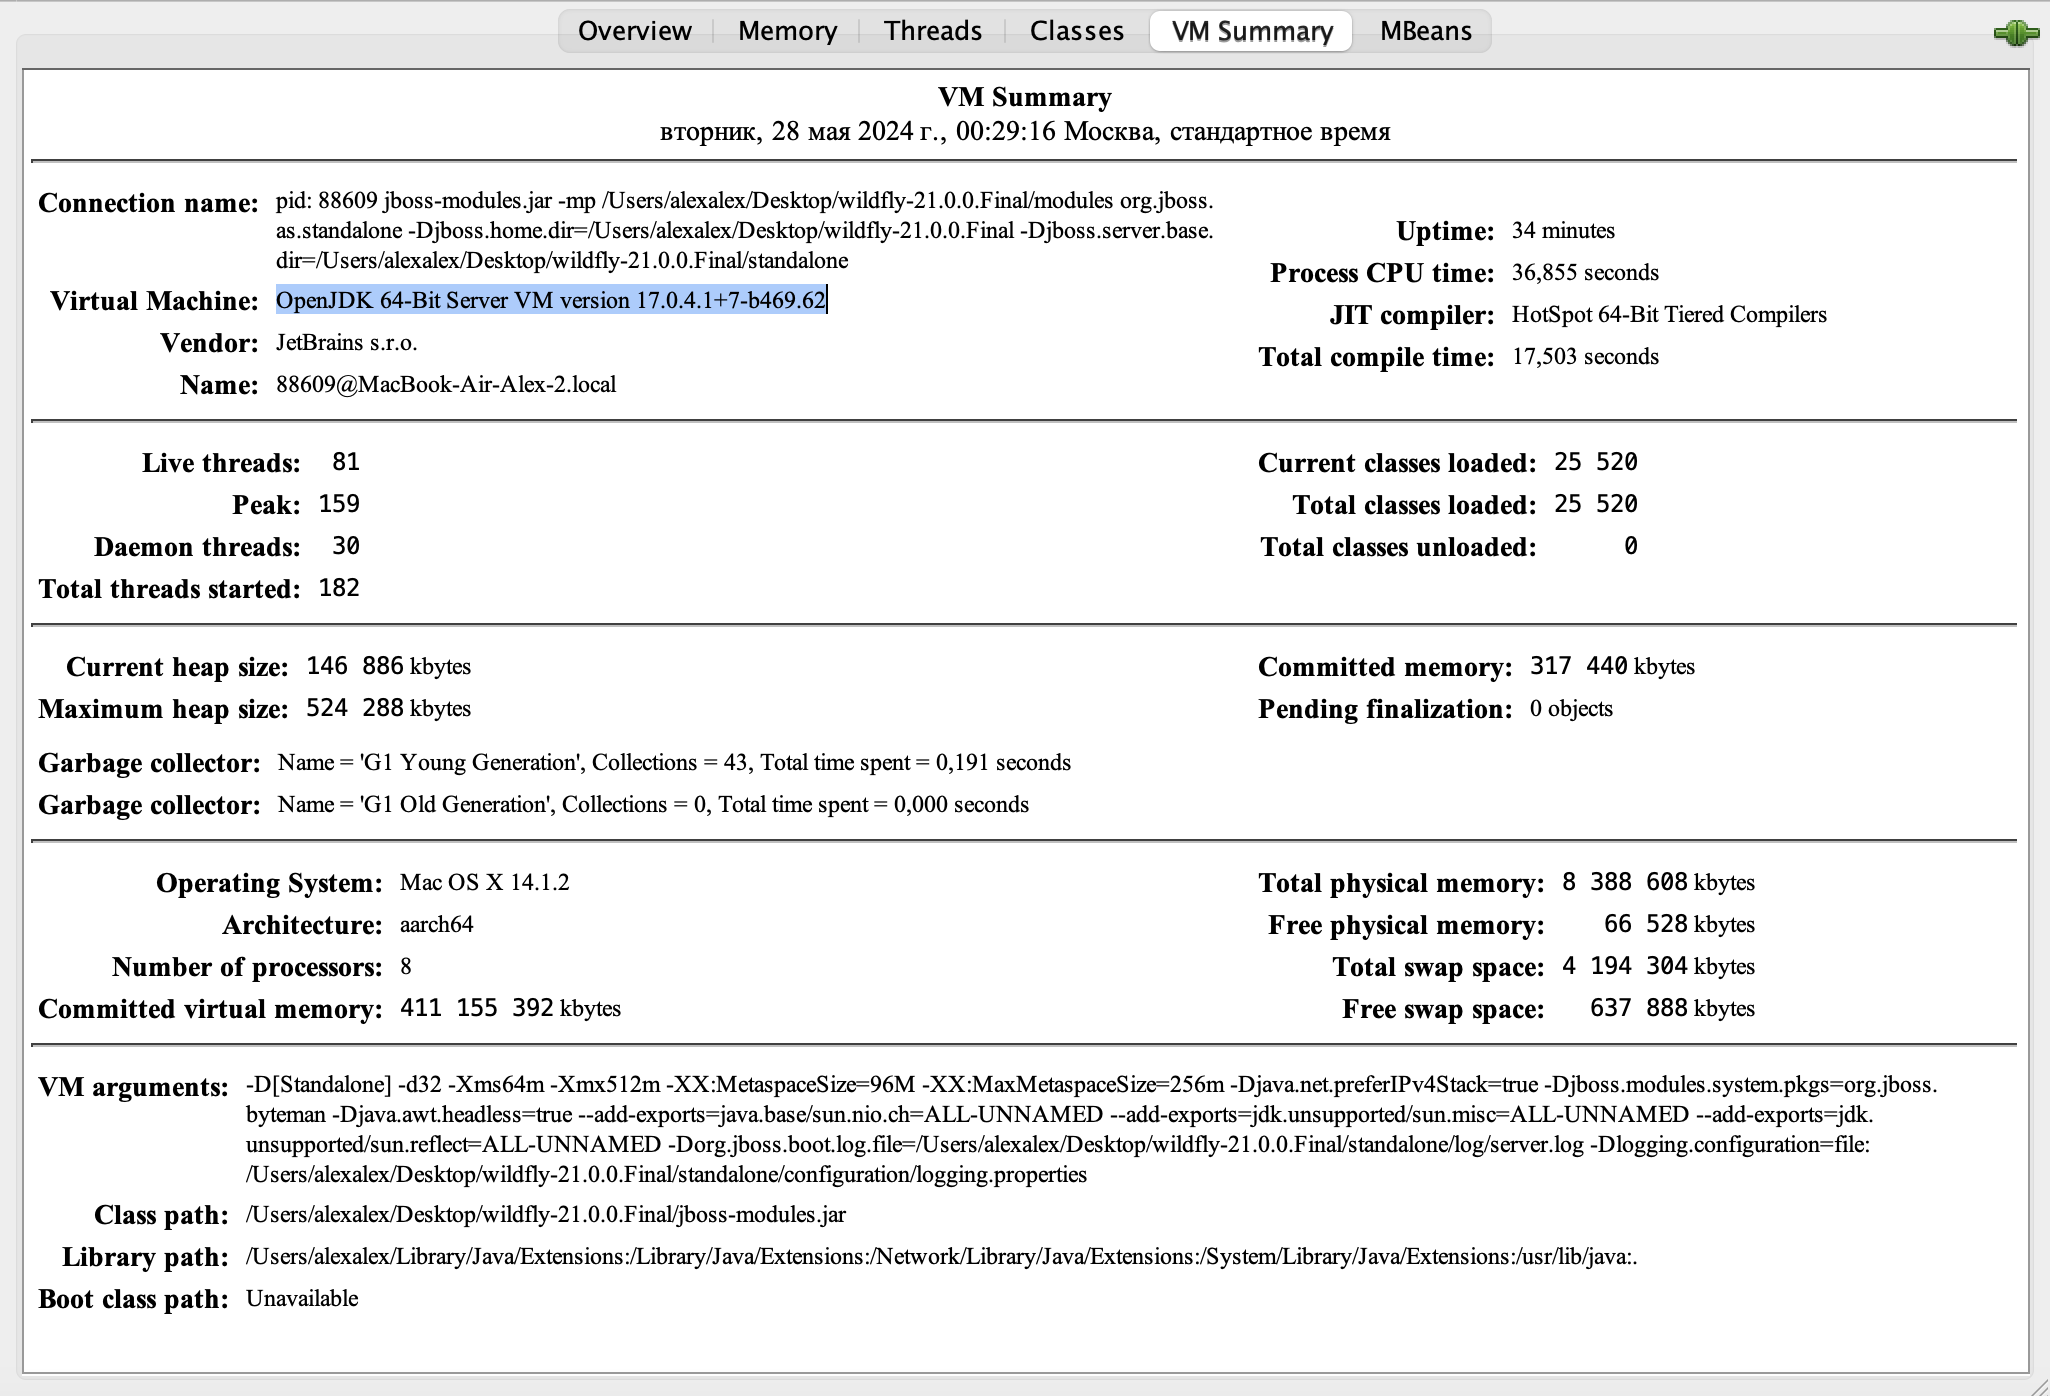 Overview Memory Threads Classes VM Summary MBeans
VM Summary
вторник, 28 мая 2024 г., 00:29:16 Москва, стандартное время
Connection name: pid: 88609 jboss-modules.jar -mp /Users/alexalex/Desktop/wildfly-21.0.0.Final/modules org.jboss.
as.standalone -Djboss.home.dir=/Users/alexalex/Desktop/wildfly-21.0.0.Final -Djboss.server.base.
dir=/Users/alexalex/Desktop/wildfly-21.0.0.Final/standalone
Virtual Machine: OpenJDK 64-Bit Server VM version 17.0.4.1+7-b469.62
Vendor: JetBrains s.r.o.
Name: 88609@MacBook-Air-Alex-2.local
Uptime: 34 minutes
Process CPU time: 36,855 seconds
JIT compiler: HotSpot 64-Bit Tiered Compilers
Total compile time: 17,503 seconds
Live threads: 81
Peak: 159
Daemon threads: 30
Total threads started: 182
Current classes loaded: 25 520
Total classes loaded: 25 520
Total classes unloaded: 0
Current heap size: 146 886 kbytes
Maximum heap size: 524 288 kbytes
Committed memory: 317 440 kbytes
Pending finalization: 0 objects
Garbage collector: Name = 'G1 Young Generation', Collections = 43, Total time spent = 0,191 seconds
Garbage collector: Name = 'G1 Old Generation', Collections = 0, Total time spent = 0,000 seconds
Operating System: Mac OS X 14.1.2
Architecture: aarch64
Number of processors: 8
Committed virtual memory: 411 155 392 kbytes
Total physical memory: 8 388 608 kbytes
Free physical memory: 66 528 kbytes
Total swap space: 4 194 304 kbytes
Free swap space: 637 888 kbytes
VM arguments: -D[Standalone] -d32 -Xms64m -Xmx512m -XX:MetaspaceSize=96M -XX:MaxMetaspaceSize=256m -Djava.net.preferIPv4Stack=true -Djboss.modules.system.pkgs=org.jboss.
byteman -Djava.awt.headless=true --add-exports=java.base/sun.nio.ch=ALL-UNNAMED --add-exports=jdk.unsupported/sun.misc=ALL-UNNAMED --add-exports=jdk.
unsupported/sun.reflect=ALL-UNNAMED -Dorg.jboss.boot.log.file=/Users/alexalex/Desktop/wildfly-21.0.0.Final/standalone/log/server.log -Dlogging.configuration=file:
/Users/alexalex/Desktop/wildfly-21.0.0.Final/standalone/configuration/logging.properties
Class path: /Users/alexalex/Desktop/wildfly-21.0.0.Final/jboss-modules.jar
Library path: /Users/alexalex/Library/Java/Extensions:/Library/Java/Extensions:/Network/Library/Java/Extensions:/System/Library/Java/Extensions:/usr/lib/java:.
Boot class path: Unavailable